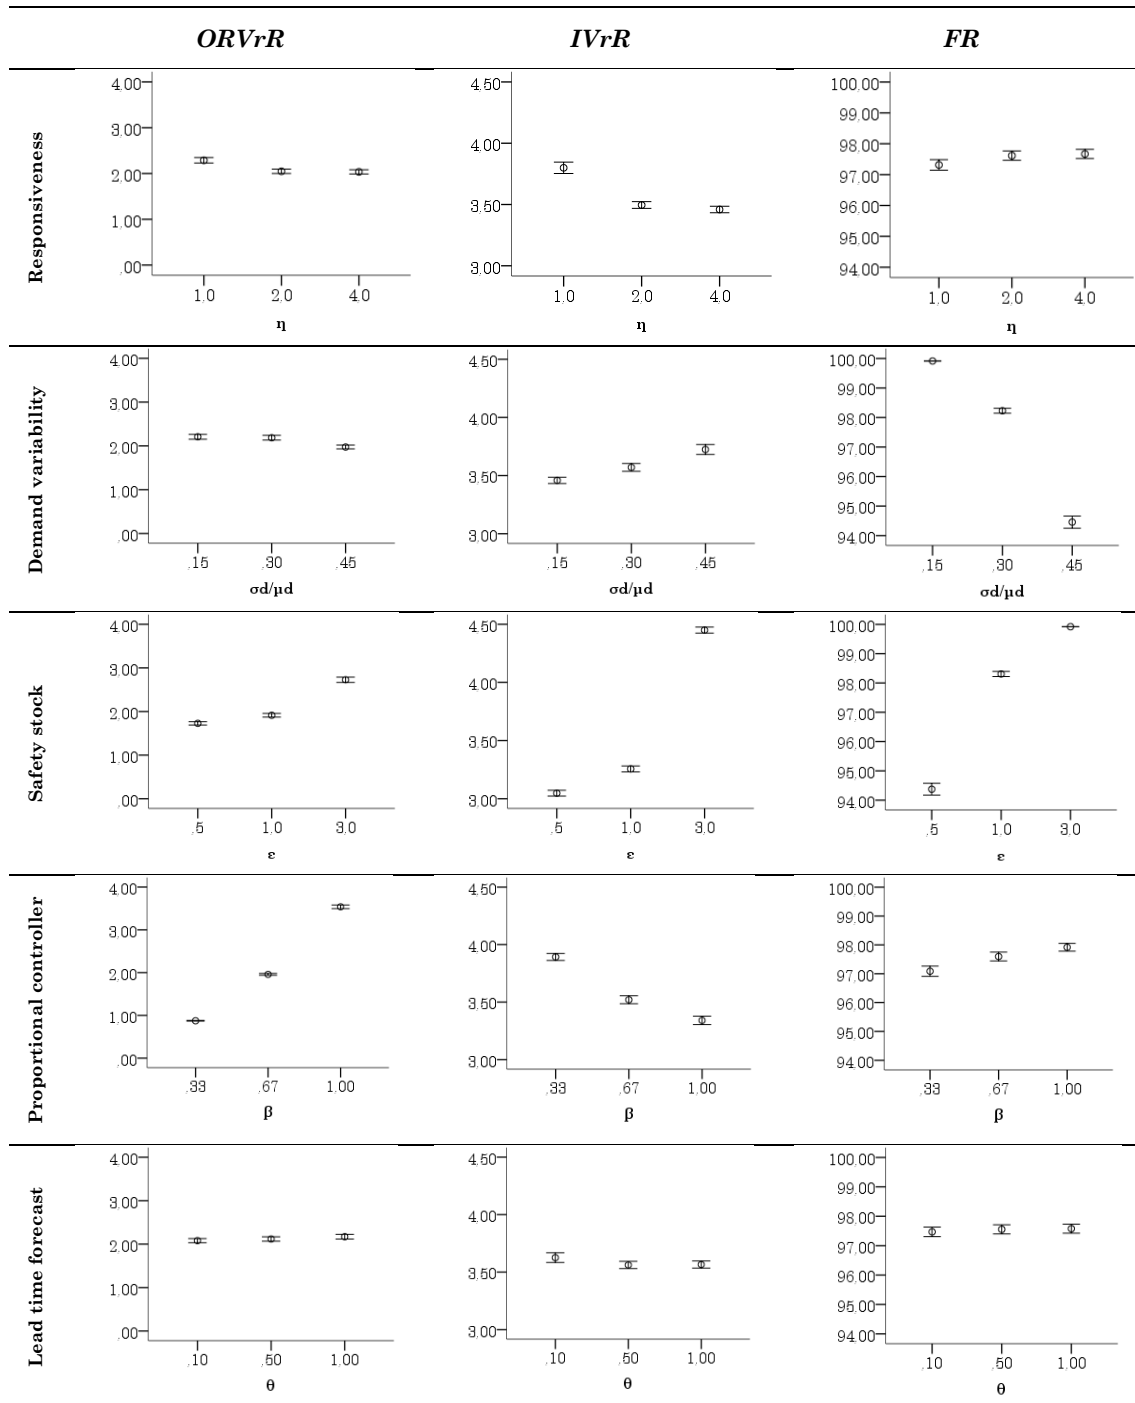 ORVrR IVrR FR
Responsiveness
4,00 3,00 2,00 1,00 ,00
1,0 2,0 4,0
η
4,50 4,00 3,50 3,00
1,0 2,0 4,0
η
100,00 99,00 98,00 97,00 96,00 95,00 94,00
1,0 2,0 4,0
η
Demand variability
4,00 3,00 2,00 1,00 ,00
,15 ,30 ,45
σd/μd
4,50 4,00 3,50 3,00
,15 ,30 ,45
σd/μd
100,00 99,00 98,00 97,00 96,00 95,00 94,00
,15 ,30 ,45
σd/μd
Safety stock
4,00 3,00 2,00 1,00 ,00
,5 1,0 3,0
ε
4,50 4,00 3,50 3,00
,5 1,0 3,0
ε
100,00 99,00 98,00 97,00 96,00 95,00 94,00
,5 1,0 3,0
ε
Proportional controller
4,00 3,00 2,00 1,00 ,00
,33 ,67 1,00
β
4,50 4,00 3,50 3,00
,33 ,67 1,00
β
100,00 99,00 98,00 97,00 96,00 95,00 94,00
,33 ,67 1,00
β
Lead time forecast
4,00 3,00 2,00 1,00 ,00
,10 ,50 1,00
θ
4,50 4,00 3,50 3,00
,10 ,50 1,00
θ
100,00 99,00 98,00 97,00 96,00 95,00 94,00
,10 ,50 1,00
θ